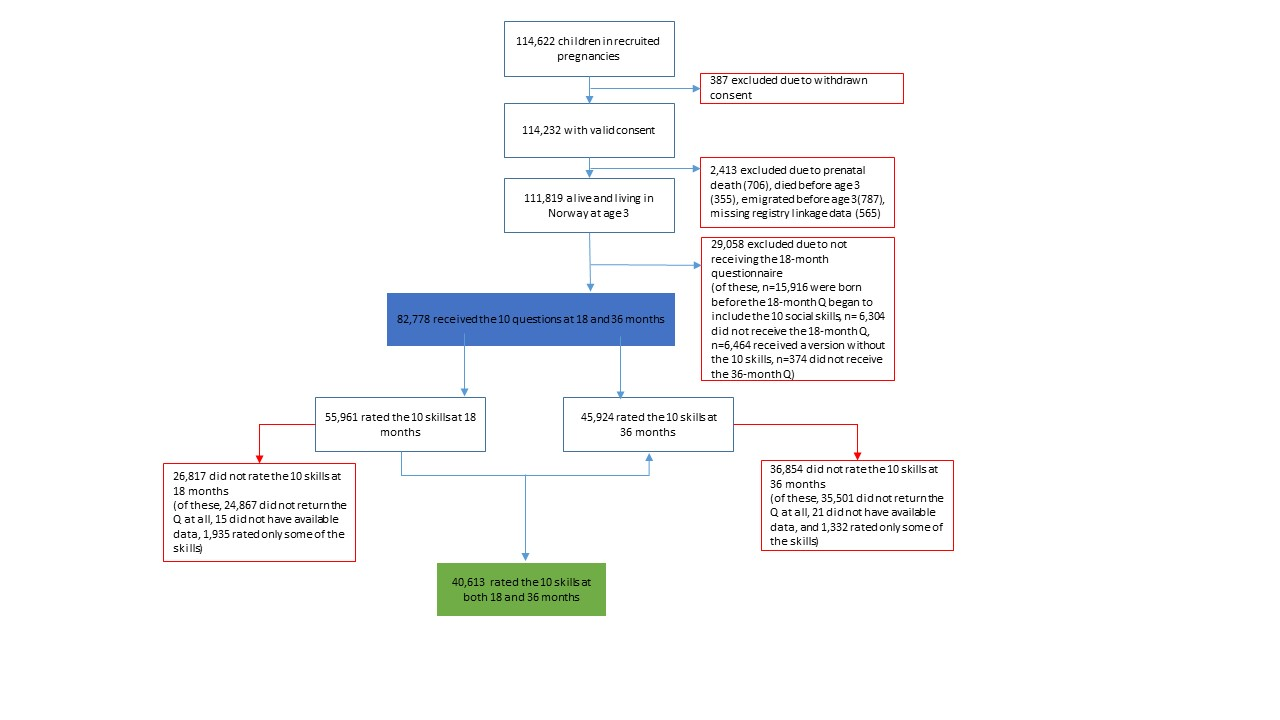 114,622 children in recruited
pregnancies
387 excluded due to withdrawn
consent
114,232 with valid consent
2,413 excluded due to prenatal
death (706), died before age 3
(355), emigrated before age 3(787),
missing registry linkage data (565)
111,819 alive and living in
Norway at age 3
29,058 excluded due to not
receiving the 18-month
questionnaire
(of these, n=15,916 were born
before the 18-month Q began to
include the 10 social skills, n= 6,304
did not receive the 18-month Q,
n=6,464 received a version without
the 10 skills, n=374 did not receive
the 36-month Q)
82,778 received the 10 questions at 18 and 36 months
55,961 rated the 10 skills at 18
months
45,924 rated the 10 skills at
36 months
26,817 did not rate the 10 skills at
18 months
(of these, 24,867 did not return the
Q at all, 15 did not have available
data, 1,935 rated only some of the
skills)
36,854 did not rate the 10 skills at
36 months
(of these, 35,501 did not return the
Q at all, 21 did not have available
data, and 1,332 rated only some of
the skills)
40,613 rated the 10 skills at
both 18 and 36 months